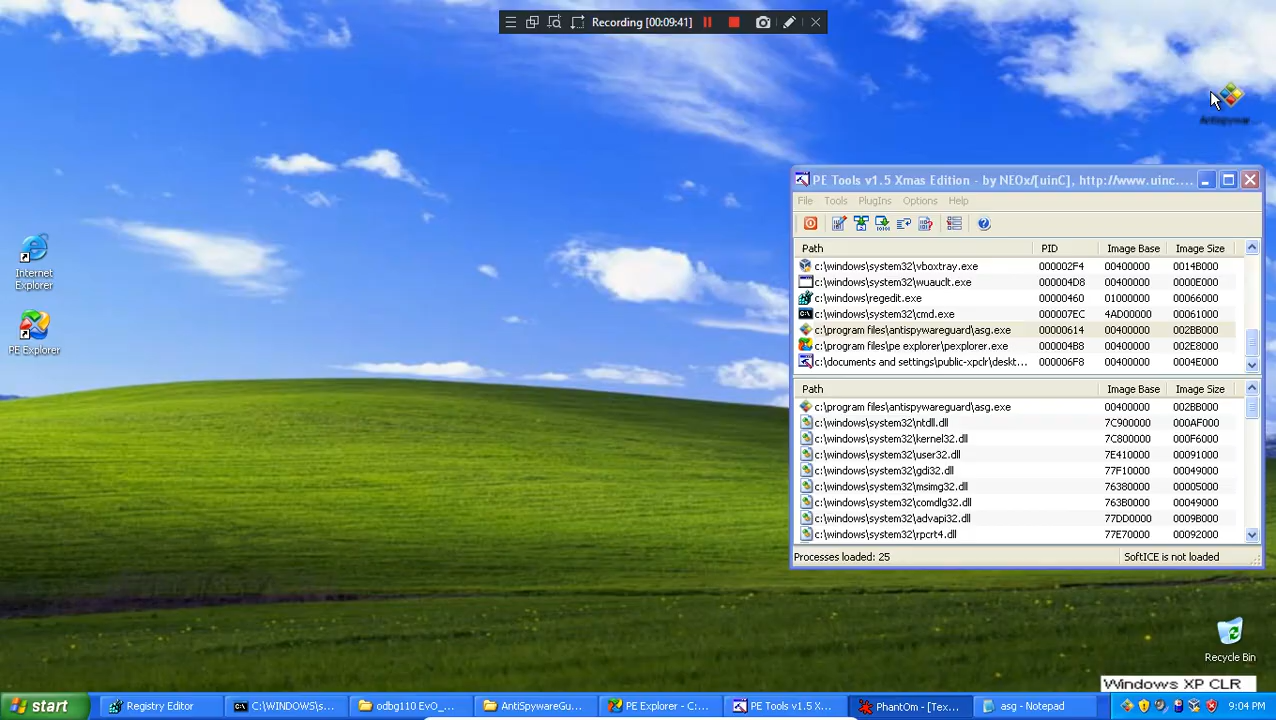 Recording [00:09:41]
Antispywar...
PE Tools v1.5 Xmas Edition - by NEOx/[uinC], http://www.uinc....
File Tools PlugIns Options Help
Path PID Image Base Image Size
c:\windows\system32\vboxtray.exe 000002F4 00400000 0014B000
c:\windows\system32\wuauclt.exe 000004D8 00400000 0000E000
c:\windows\regedit.exe 00000460 01000000 00066000
c:\windows\system32\cmd.exe 000007EC 4AD00000 00061000
c:\program files\antispywareguard\asg.exe 00000614 00400000 002BB000
c:\program files\pe explorer\pexplorer.exe 000004B8 00400000 002E8000
c:\documents and settings\public-xpclr\deskt... 000006F8 00400000 0004E000
Path Image Base Image Size
c:\program files\antispywareguard\asg.exe 00400000 002BB000
c:\windows\system32\ntdll.dll 7C900000 000AF000
c:\windows\system32\kernel32.dll 7C800000 000F6000
c:\windows\system32\user32.dll 7E410000 00091000
c:\windows\system32\gdi32.dll 77F10000 00049000
c:\windows\system32\msimg32.dll 76380000 00005000
c:\windows\system32\comdlg32.dll 763B0000 00049000
c:\windows\system32\advapi32.dll 77DD0000 0009B000
c:\windows\system32\rpcrt4.dll 77E70000 00092000
Processes loaded: 25 SoftICE is not loaded
Internet
Explorer
PE Explorer
Recycle Bin
Windows XP CLR
start Registry Editor C:\WINDOWS\s... odbg110 EvO_... AntiSpywareGu... PE Explorer - C:... PE Tools v1.5 X... PhantOm - [Tex... asg - Notepad 9:04 PM